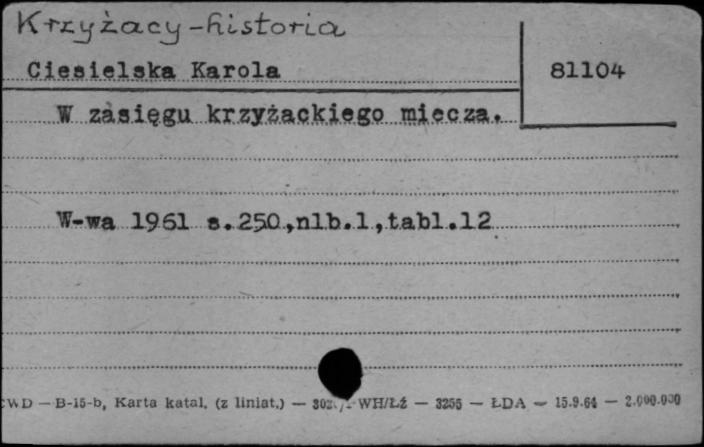 Krzyżacy-historia
Ciesielska Karola
81104
W zasięgu krzyżackiego miecza.
W-wa 1961 s.250,nlb.1,tabl.12
WD — B-15-b, Karta katal. (z liniat.) — WH/Łź — 3256 — ŁDA — 15.9.64 — 2.000.000